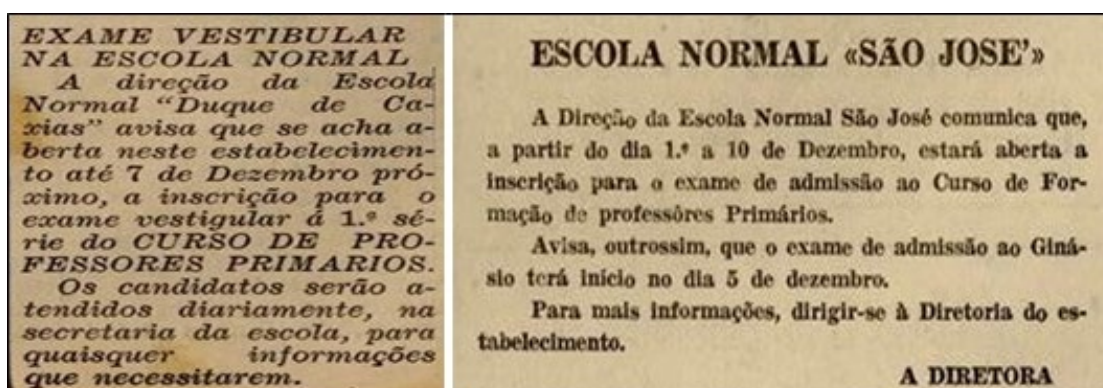 EXAME VESTIBULAR
NA ESCOLA NORMAL
A direção da Escola
Normal "Duque de Ca-
xias" avisa que se acha a-
berta neste estabelecimen-
to até 7 de Dezembro pró-
ximo, a inscrição para o
exame vestigular á 1.ª sé-
rie do CURSO DE PRO-
FESSORES PRIMARIOS.
Os candidatos serão a-
tendidos diariamente, na
secretaria da escola, para
quaisquer informações
que necessitarem.
ESCOLA NORMAL «SÃO JOSE'»
A Direção da Escola Normal São José comunica que,
a partir do dia 1.º a 10 de Dezembro, estará aberta a
inscrição para o exame de admissão ao Curso de For-
mação de professôres Primários.
Avisa, outrossim, que o exame de admissão ao Giná-
sio terá início no dia 5 de dezembro.
Para mais informações, dirigir-se à Diretoria do es-
tabelecimento.
A DIRETORA